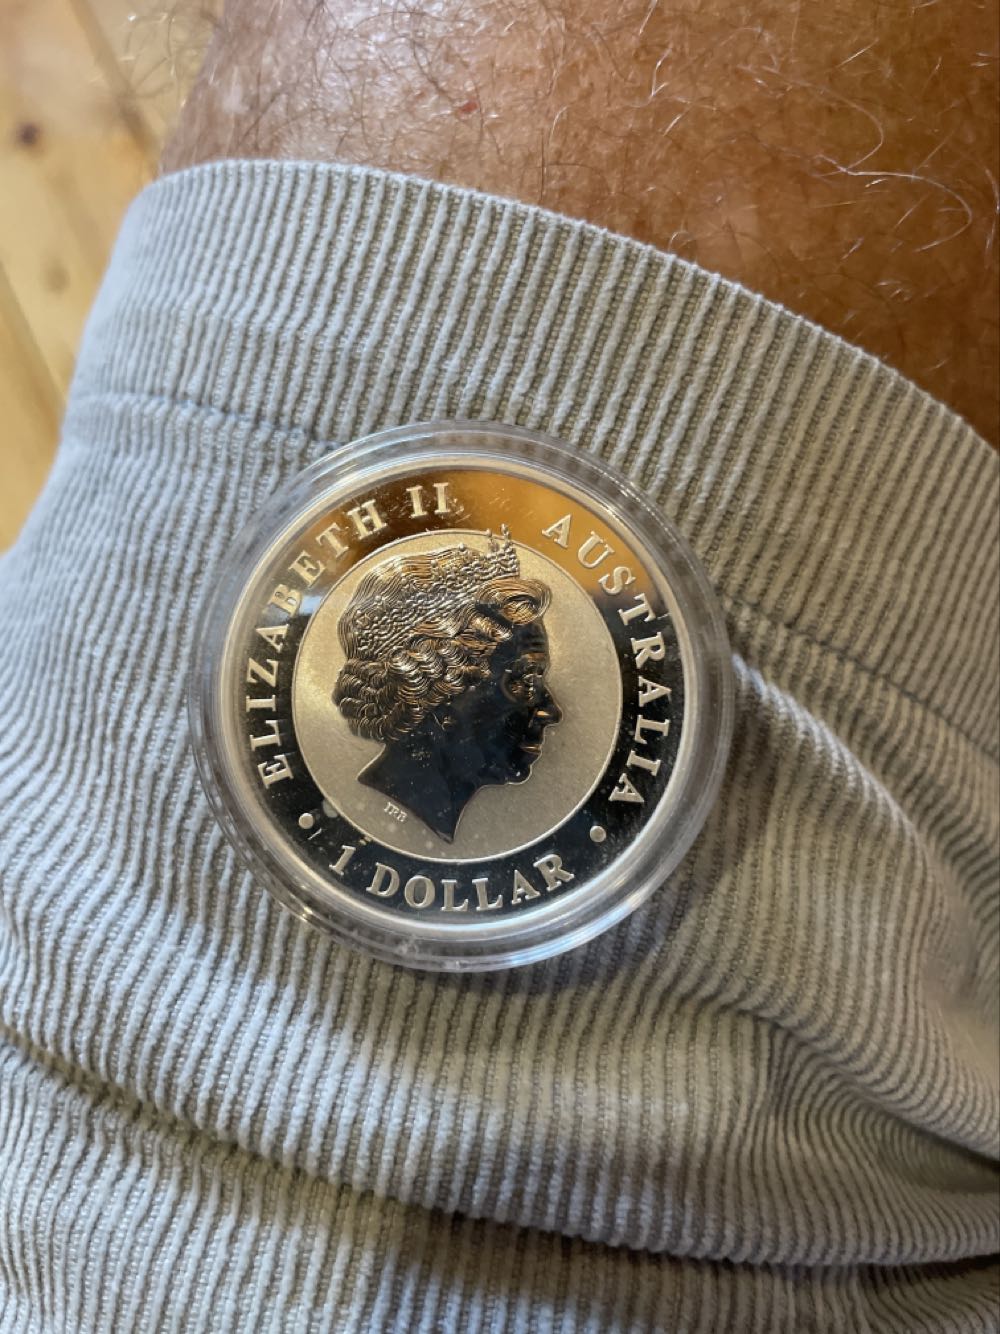 ELIZABETH II
AUSTRALIA
• 1 DOLLAR •
IRB